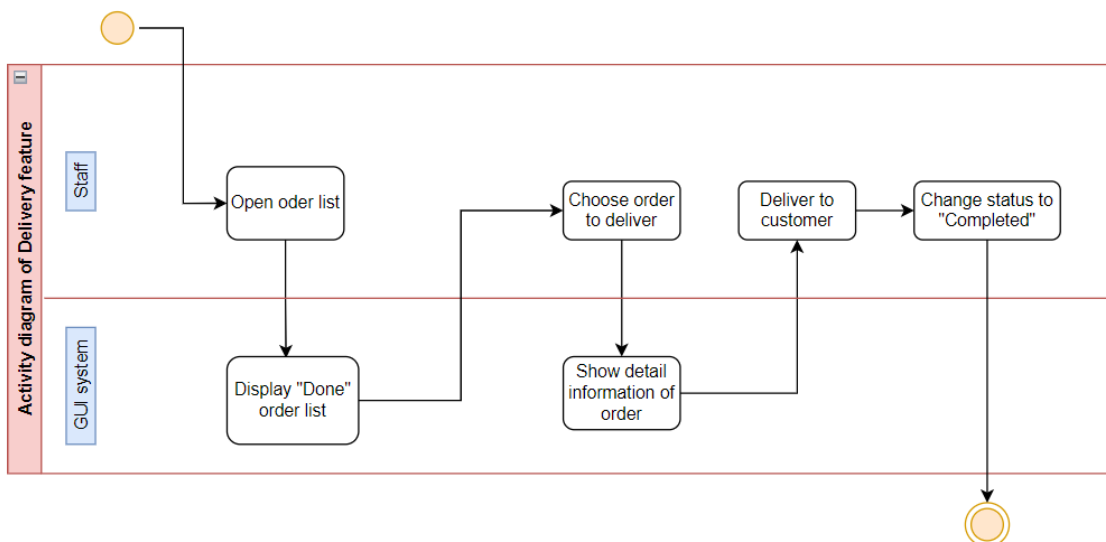 Activity diagram of Delivery feature
Staff
Open oder list
Choose order
to deliver
Deliver to
customer
Change status to
"Completed"
GUI system
Display "Done"
order list
Show detail
information of
order